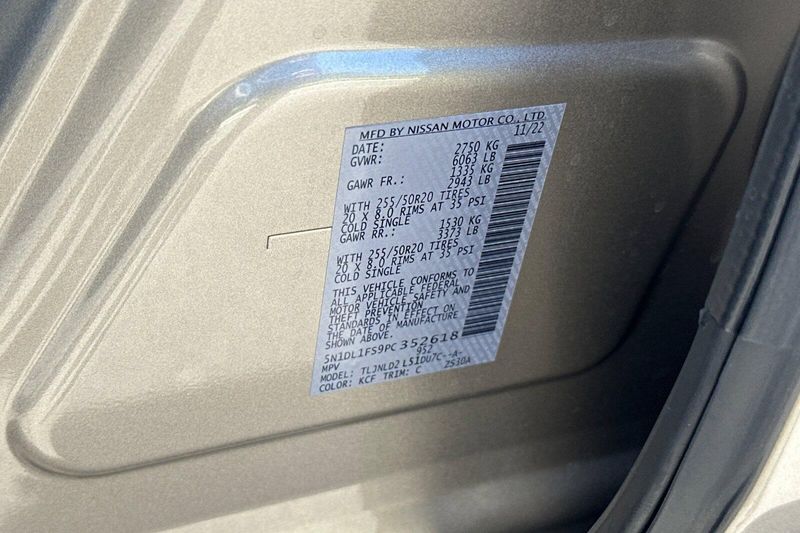 MFD BY NISSAN MOTOR CO., LTD.
DATE: 11/22
GVWR: 2750 KG
6063 LB
GAWR FR.: 1335 KG
2943 LB
WITH 255/50R20 TIRES
20 X 8.0 RIMS AT 35 PSI
COLD SINGLE
GAWR RR.: 1530 KG
3373 LB
WITH 255/50R20 TIRES
20 X 8.0 RIMS AT 35 PSI
COLD SINGLE
THIS VEHICLE CONFORMS TO
ALL APPLICABLE FEDERAL
MOTOR VEHICLE SAFETY AND
THEFT PREVENTION
STANDARDS IN EFFECT ON
THE DATE OF MANUFACTURE
SHOWN ABOVE.
5N1DL1FS9PC352618
MPV 952
MODEL: TLJNLD2 LS1DU7C--A-
COLOR: KCF TRIM: C ZS30A